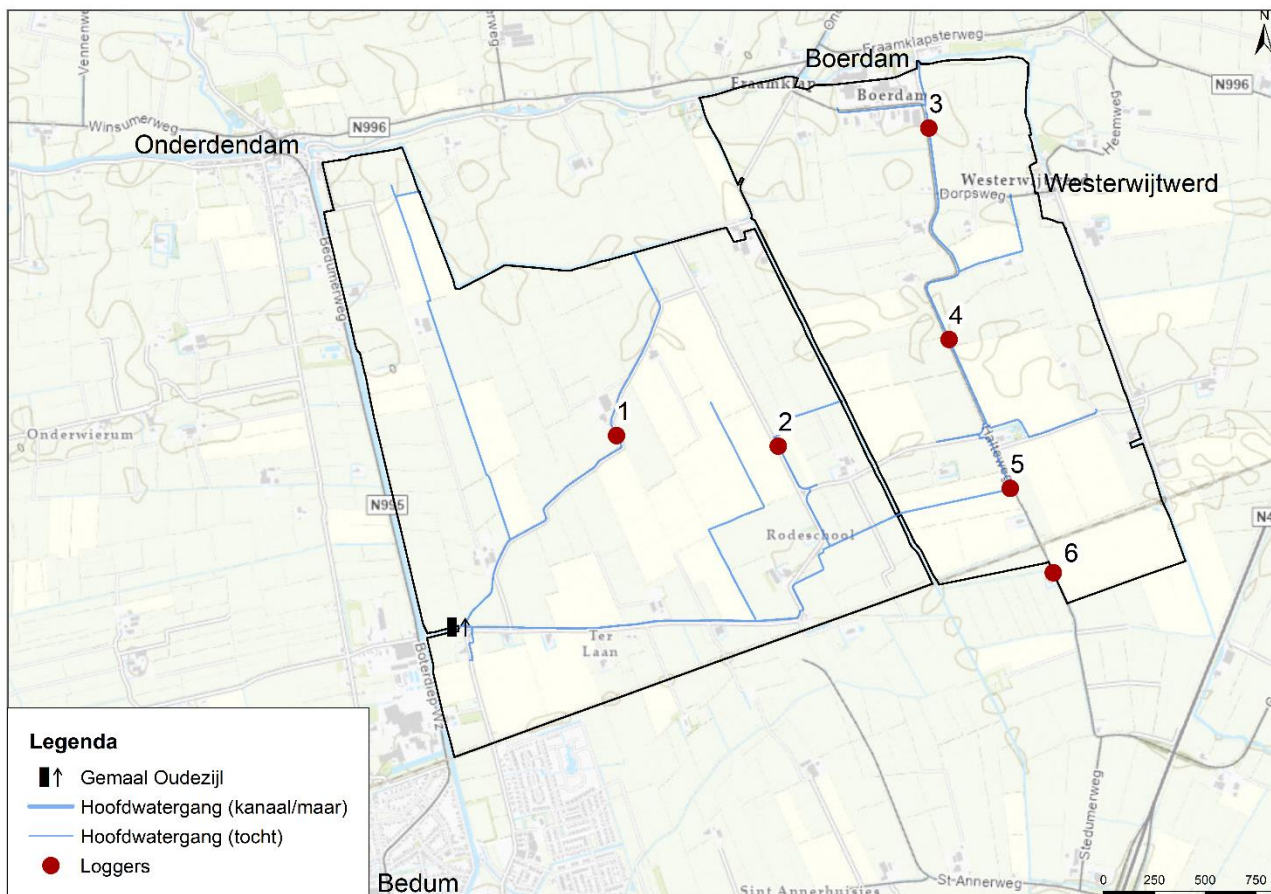 Vennenweg
Fraamklapsterweg
N
Boerdam
Fraamklap
Boerdam
N996
N996
Winsumerweg
Onderdendam
3
Heemweg
Westerwijtwerd
Westerwijtwerd
Dorpsweg
Bedumerweg
4
1
2
Onderwierum
Halteweg
5
N995
Rodeschool
6
Ter
Laan
Boterdiep Wz
Stedumerweg
Legenda
Gemaal Oudezijl
Hoofdwatergang (kanaal/maar)
Hoofdwatergang (tocht)
Loggers
Bedum
Sint Annerhuisjes
St-Annerweg
0 250 500 750